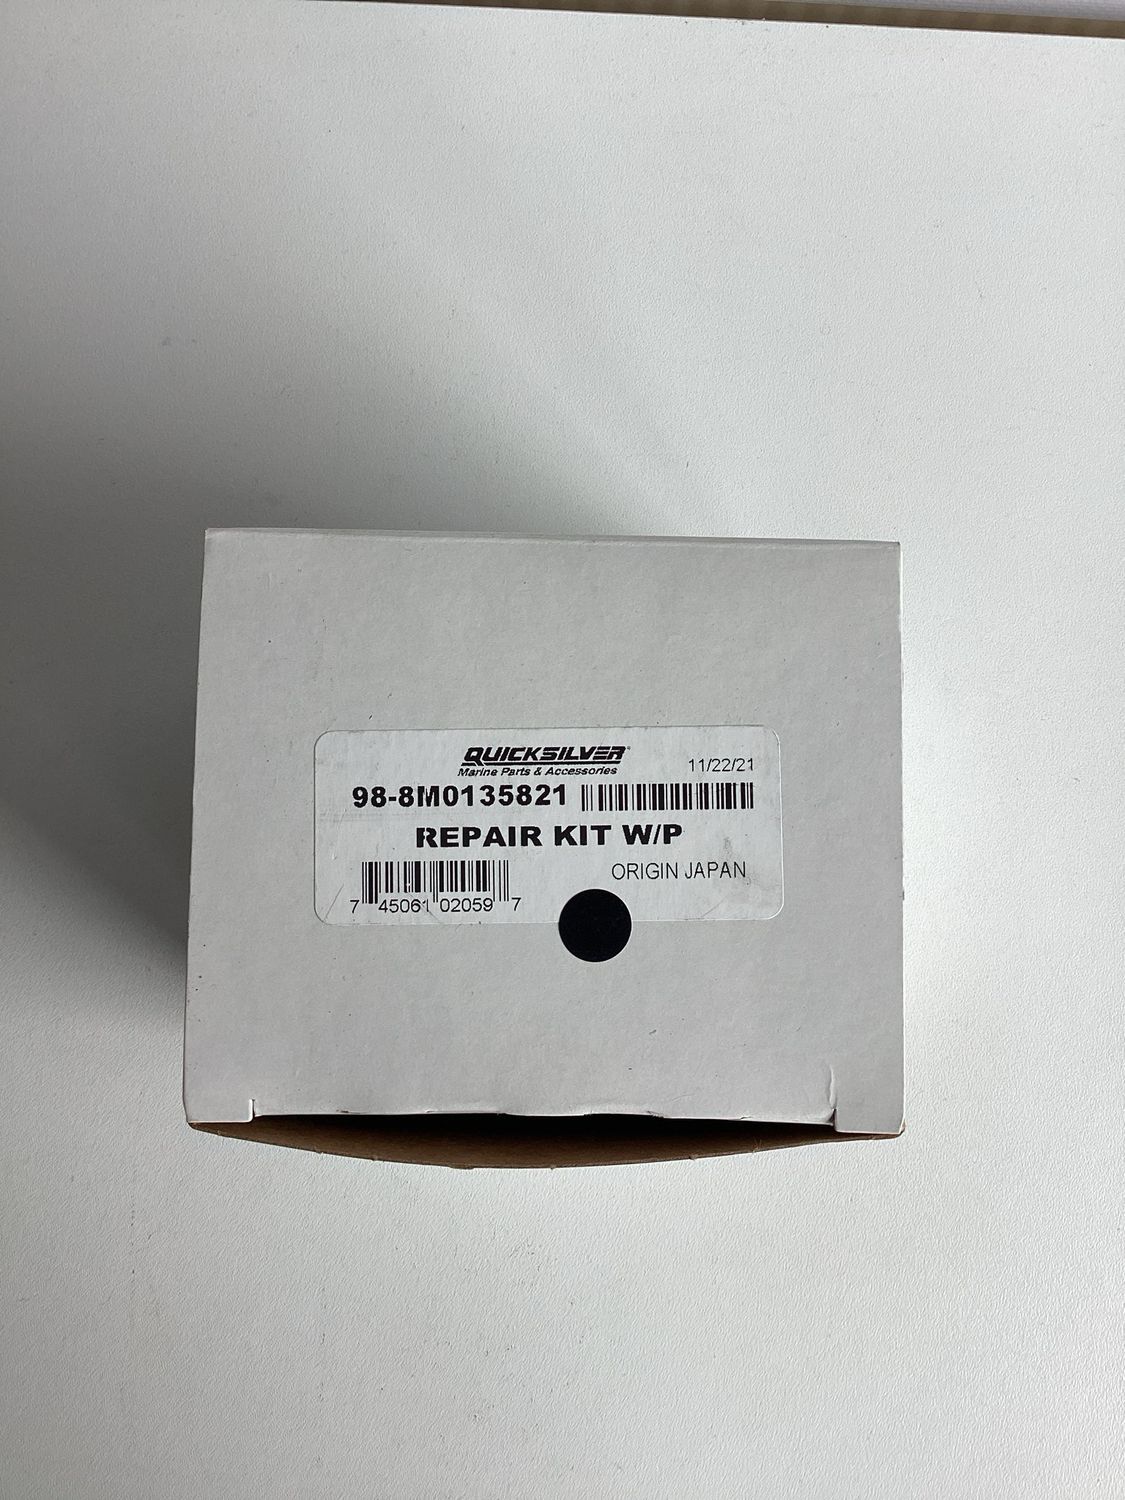 QUICKSILVER
Marine Parts & Accessories
11/22/21
98-8M0135821
REPAIR KIT W/P
ORIGIN JAPAN
7 45061 02059 7